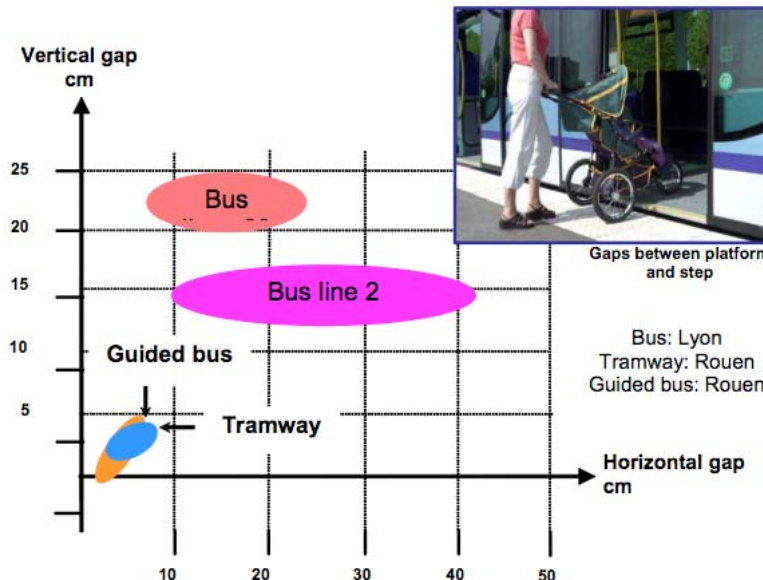 Vertical gap
cm
25
20
15
10
5
Bus
Bus line 2
Guided bus
Tramway
Gaps between platform
and step
Bus: Lyon
Tramway: Rouen
Guided bus: Rouen
Horizontal gap
cm
10
20
30
40
50